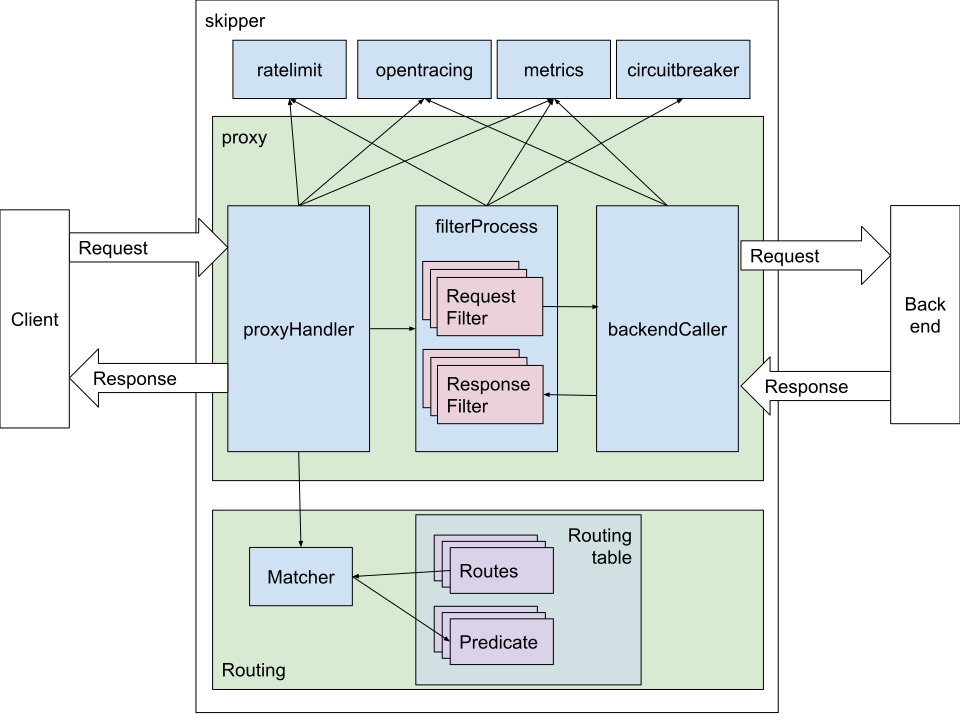 skipper
ratelimit
opentracing
metrics
circuitbreaker
proxy
Client
Request
Response
proxyHandler
filterProcess
Request
Filter
Response
Filter
backendCaller
Request
Response
Back
end
Matcher
Routing
table
Routes
Predicate
Routing